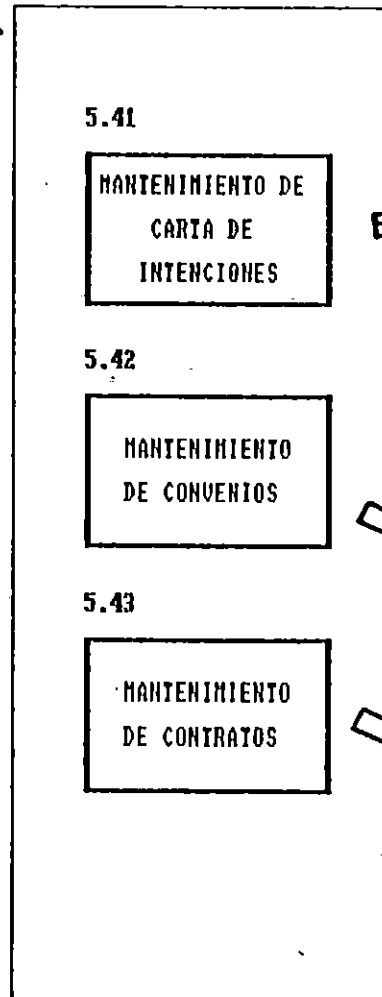 5.41
MANTENIMIENTO DE
CARTA DE
INTENCIONES
5.42
MANTENIMIENTO
DE CONVENIOS
5.43
MANTENIMIENTO
DE CONTRATOS